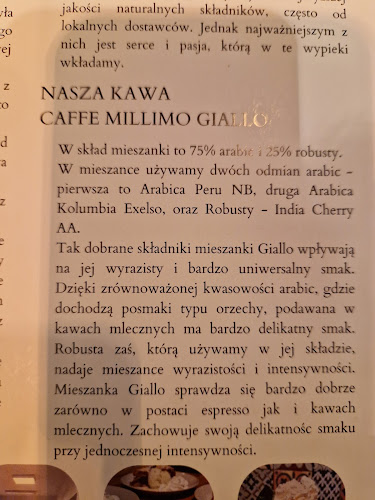 jakości naturalnych składników, często od
lokalnych dostawców. Jednak najważniejszym z
nich jest serce i pasja, którą w te wypieki
wkładamy.
NASZA KAWA
CAFFE MILLIMO GIALLO
W skład mieszanki to 75% arabic i 25% robusty.
W mieszance używamy dwóch odmian arabic –
pierwsza to Arabica Peru NB, druga Arabica
Kolumbia Exelso, oraz Robusty – India Cherry
AA.
Tak dobrane składniki mieszanki Giallo wpływają
na jej wyrazisty i bardzo uniwersalny smak.
Dzięki zrównoważonej kwasowości arabic, gdzie
dochodzą posmaki typu orzechy, podawana w
kawach mlecznych ma bardzo delikatny smak.
Robusta zaś, którą używamy w jej składzie,
nadaje mieszance wyrazistości i intensywności.
Mieszanka Giallo sprawdza się bardzo dobrze
zarówno w postaci espresso jak i kawach
mlecznych. Zachowuje swoją delikatnośc smaku
przy jednoczesnej intensywności.